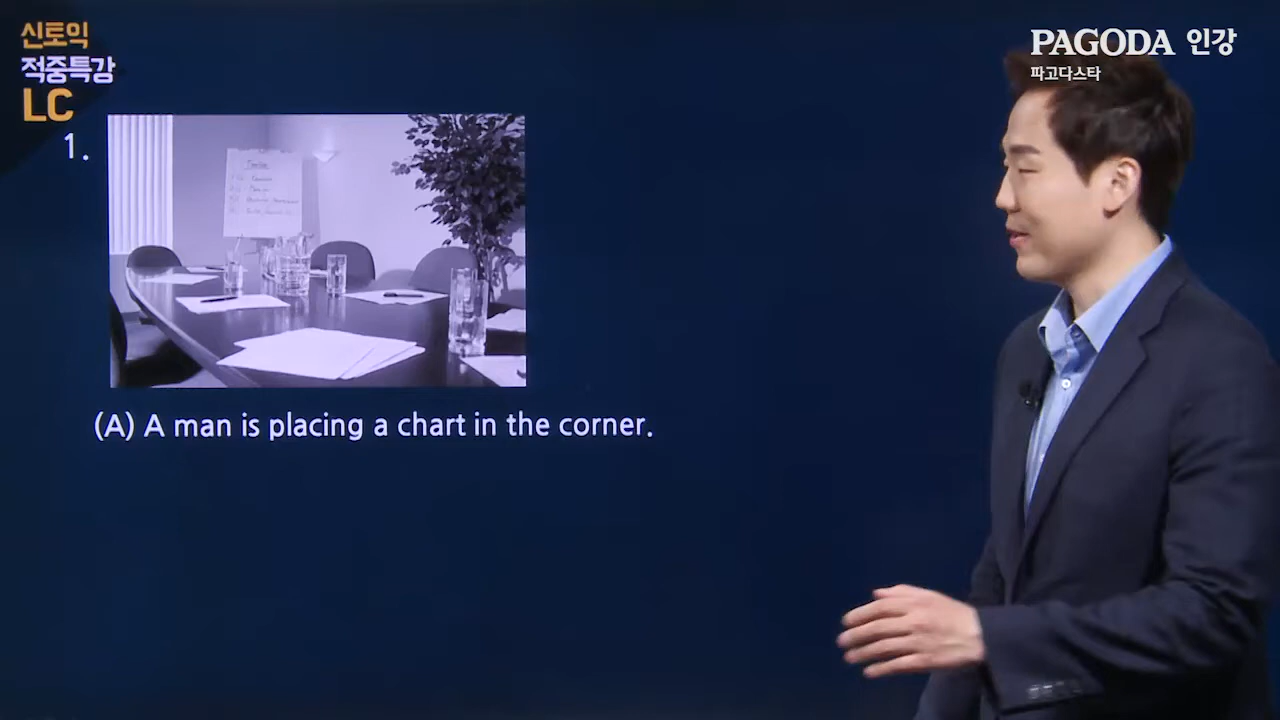 신토익
적중특강
LC
PAGODA 인강
파고다스타
1.
(A) A man is placing a chart in the corner.